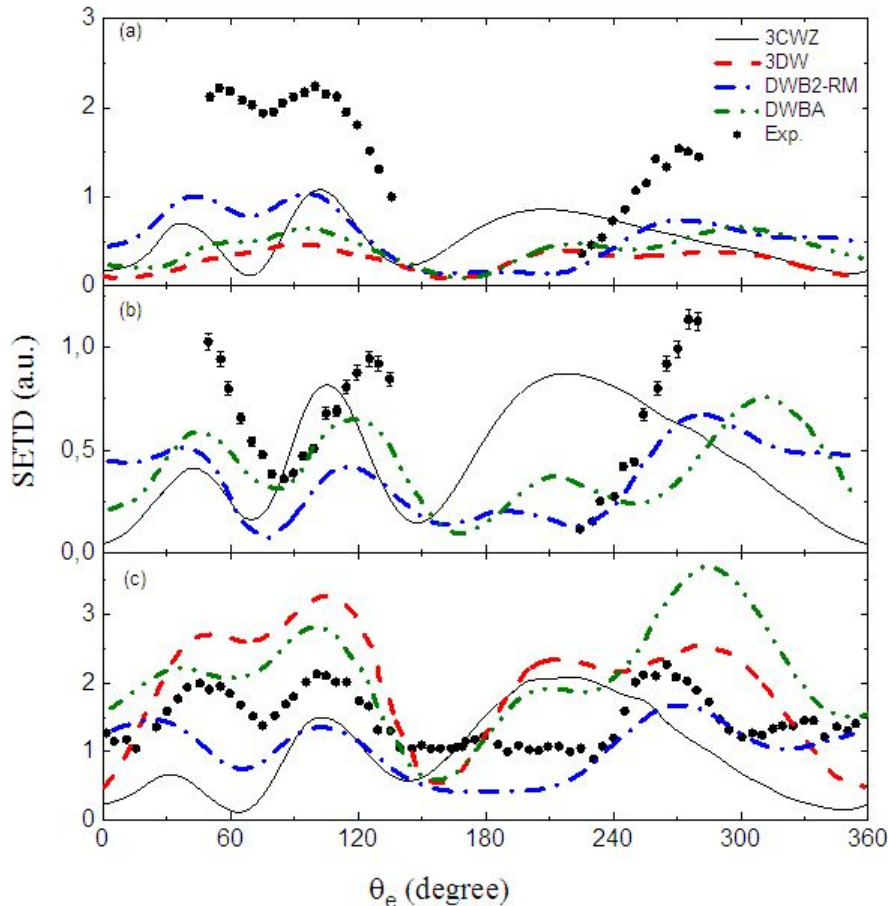 3
(a)
3CWZ
3DW
DWB2-RM
DWBA
Exp.
2
1
0
(b)
1,0
0,5
0,0
SETD (a.u.)
(c)
3
2
1
0
0 60 120 180 240 300 360
θe (degree)